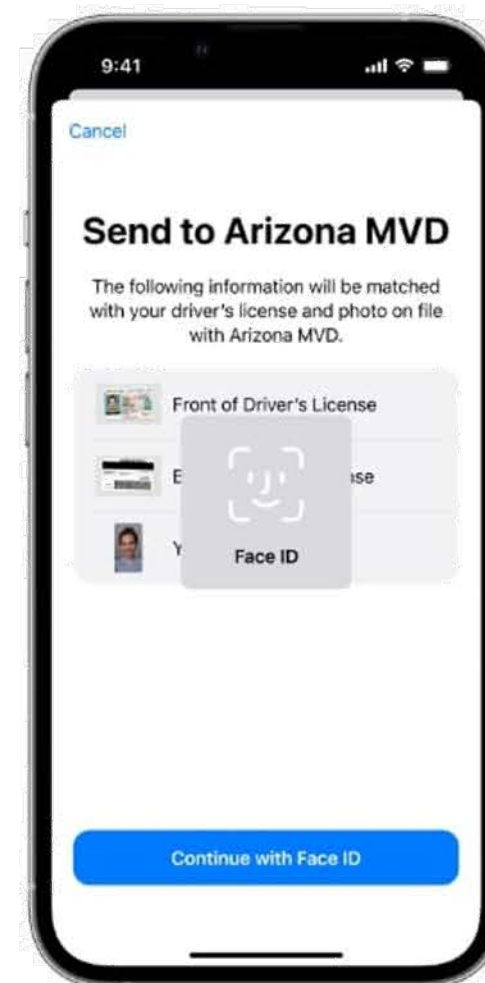 9:41
Cancel
Send to Arizona MVD
The following information will be matched
with your driver's license and photo on file
with Arizona MVD.
Front of Driver's License
Face ID
Continue with Face ID